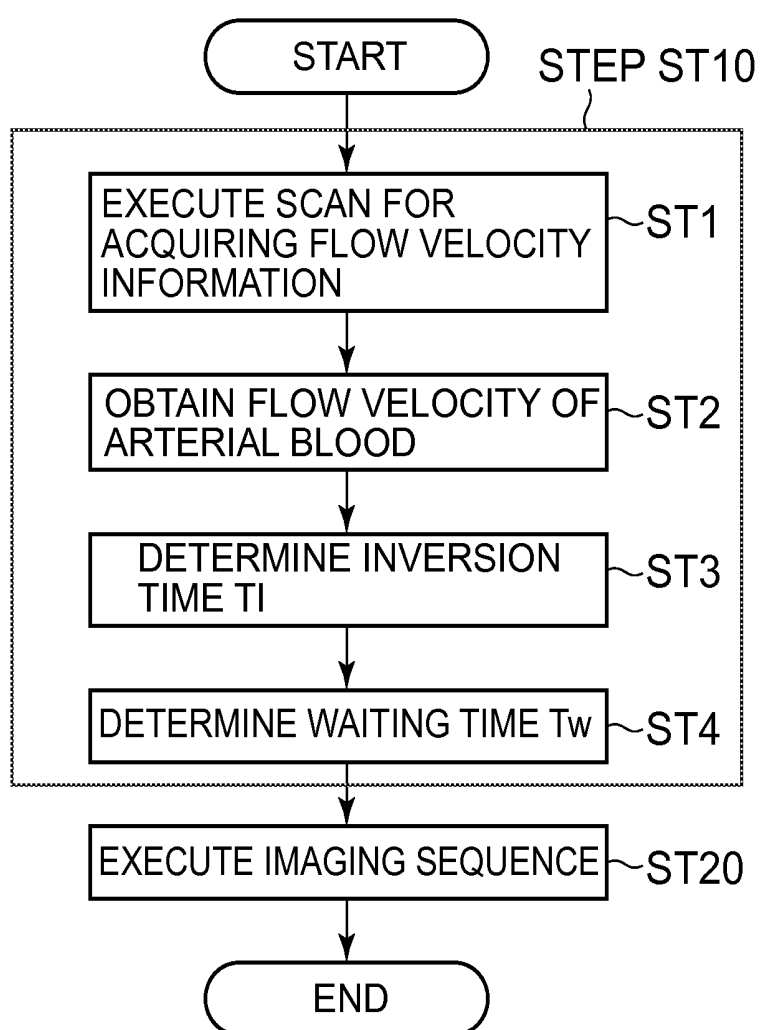 START
STEP ST10
EXECUTE SCAN FOR
ACQUIRING FLOW VELOCITY
INFORMATION
ST1
OBTAIN FLOW VELOCITY OF
ARTERIAL BLOOD
ST2
DETERMINE INVERSION
TIME TI
ST3
DETERMINE WAITING TIME Tw
ST4
EXECUTE IMAGING SEQUENCE
ST20
END